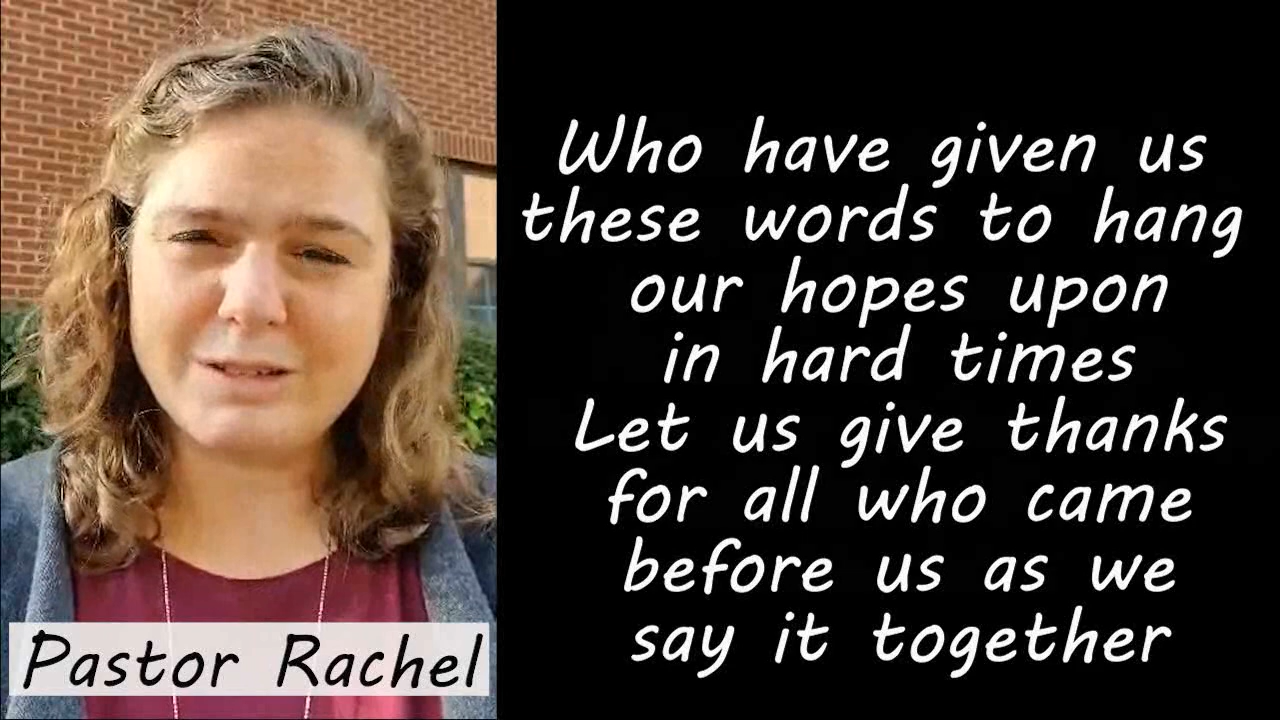 Who have given us
these words to hang
our hopes upon
in hard times
Let us give thanks
for all who came
before us as we
say it together
Pastor Rachel